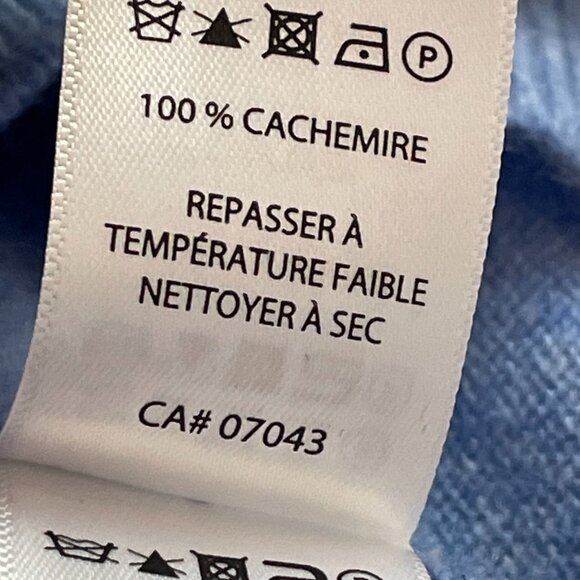 P
100 % CACHEMIRE
REPASSER À
TEMPÉRATURE FAIBLE
NETTOYER À SEC
CA# 07043